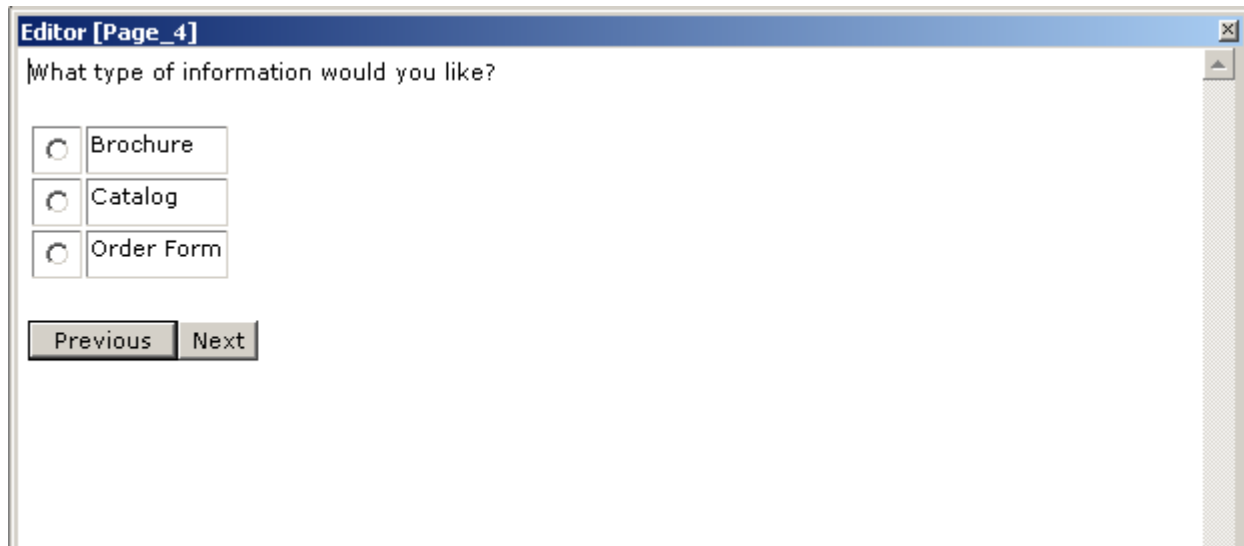 Editor [Page_4]
What type of information would you like?
Brochure
Catalog
Order Form
Previous Next